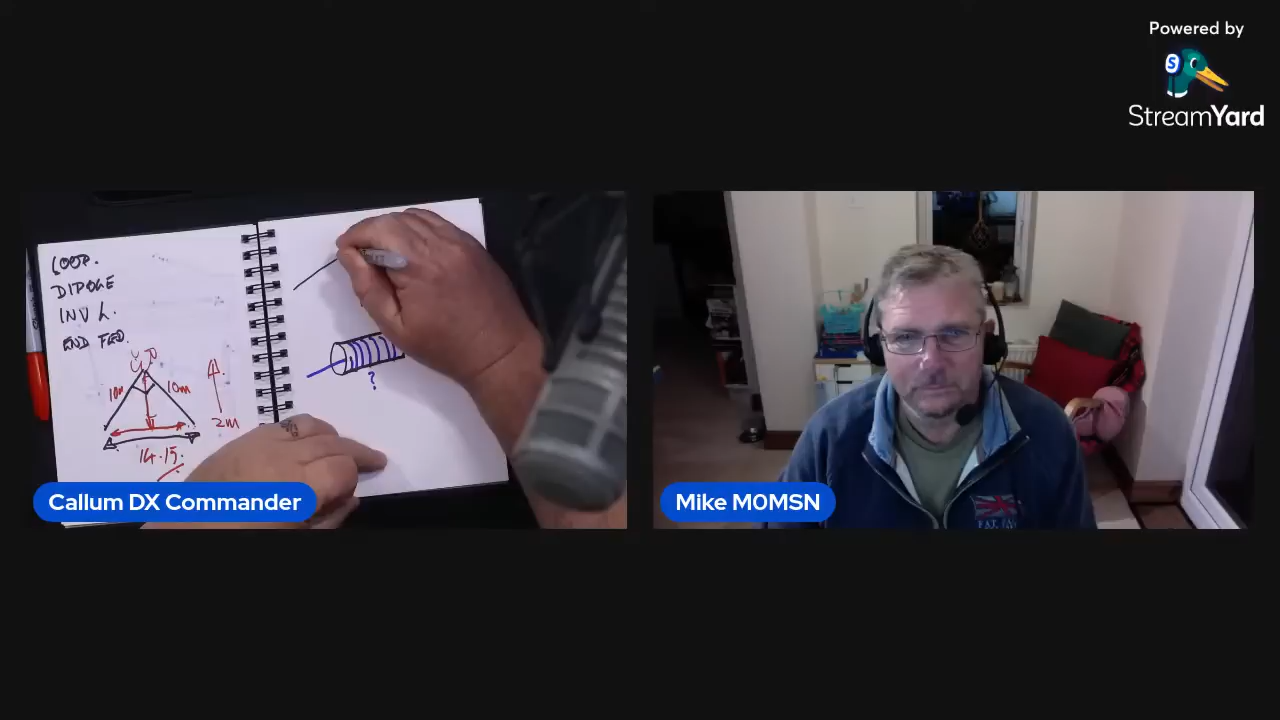 Powered by
StreamYard
LOOP.
DIPOLE
INV L.
END FED.
10m
10m
2m
14.15.
?
Callum DX Commander
Mike M0MSN